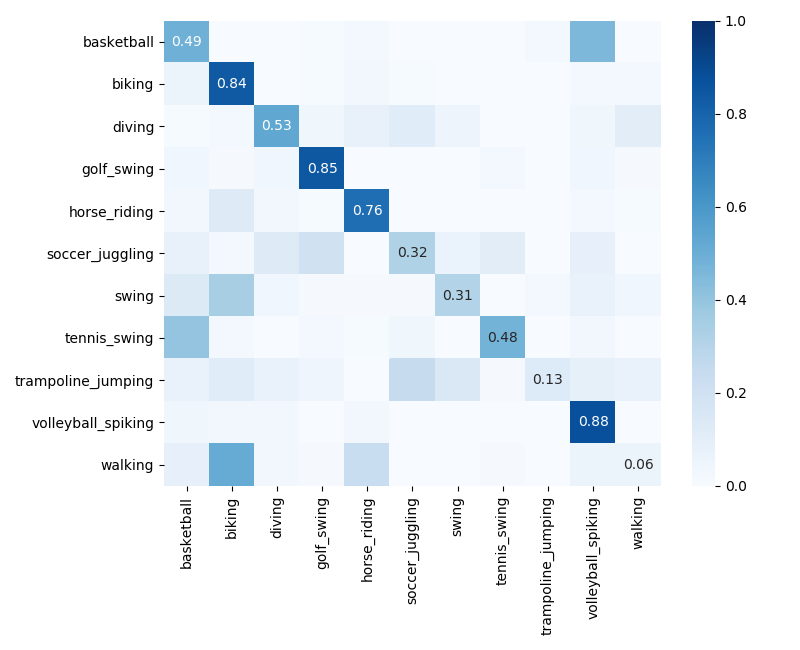 basketball 0.49 1.0
biking 0.84
diving 0.53 0.8
golf_swing 0.85
horse_riding 0.76 0.6
soccer_juggling 0.32
swing 0.31 0.4
tennis_swing 0.48
trampoline_jumping 0.13 0.2
volleyball_spiking 0.88
walking 0.06 0.0
basketball
biking
diving
golf_swing
horse_riding
soccer_juggling
swing
tennis_swing
trampoline_jumping
volleyball_spiking
walking